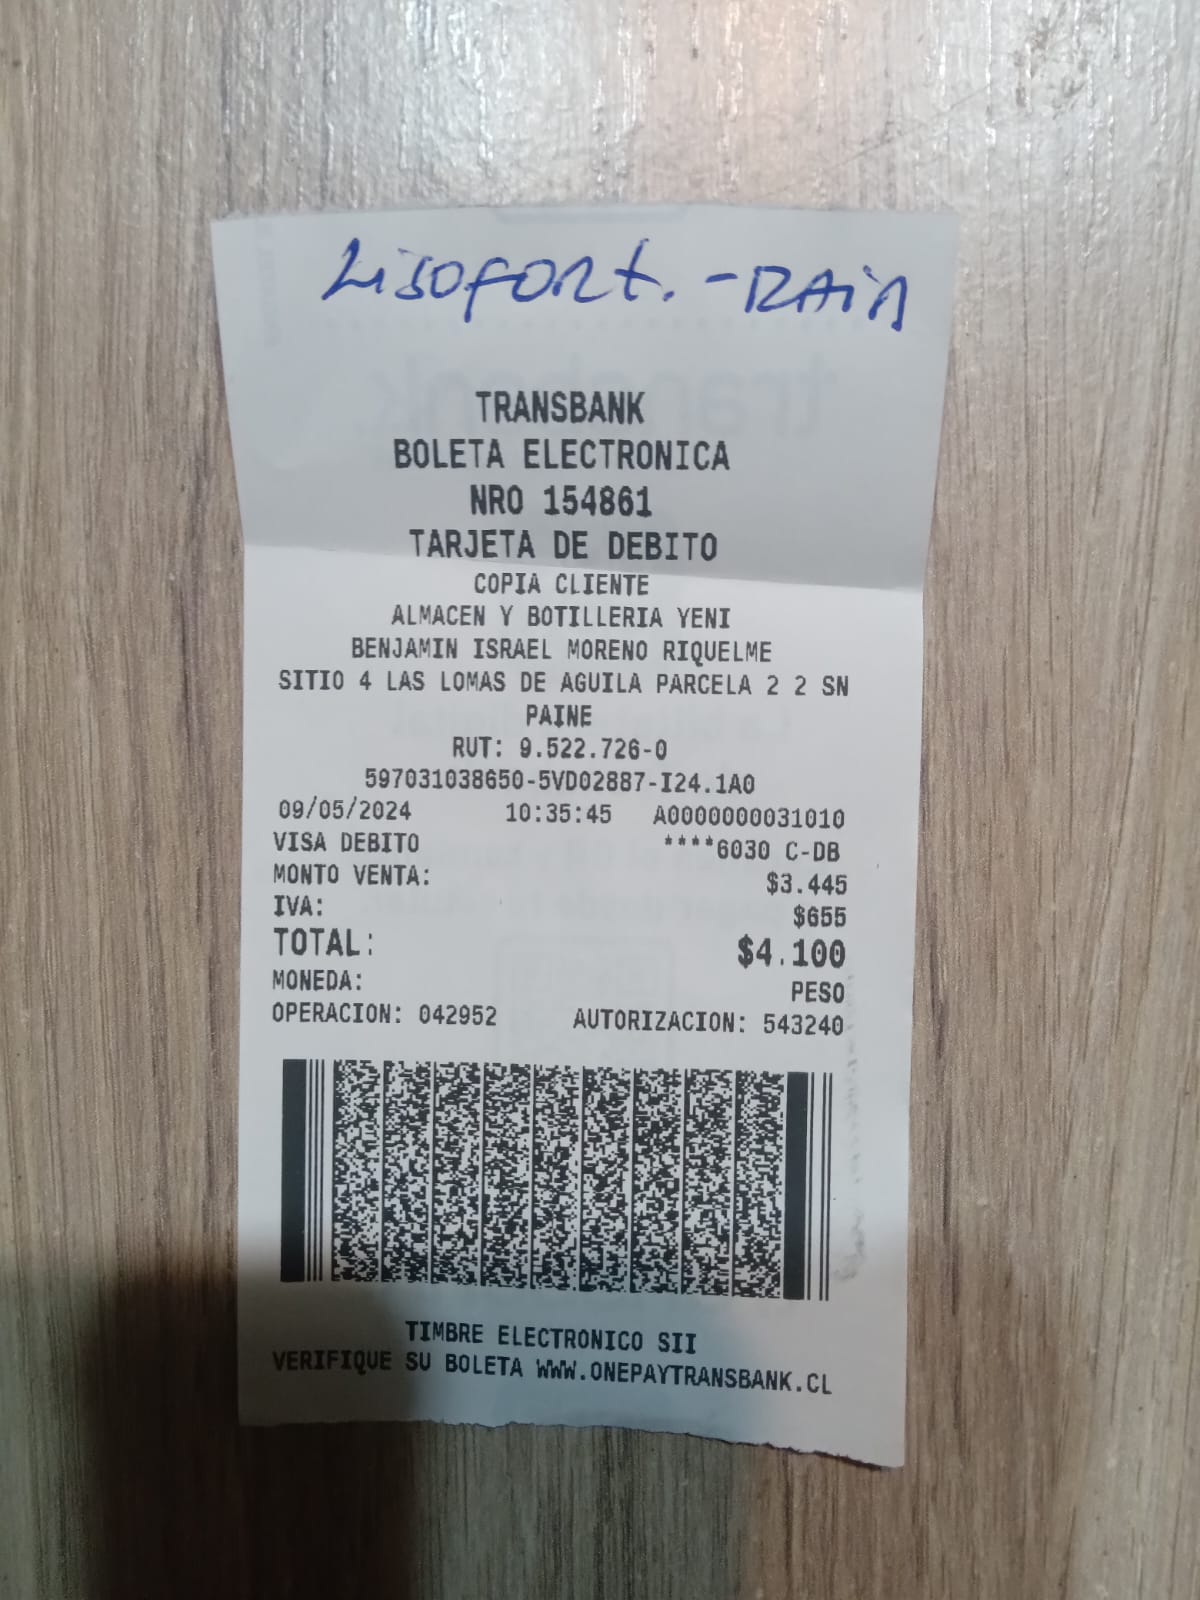 Lisofort. - RAiD
TRANSBANK
BOLETA ELECTRONICA
NRO 154861
TARJETA DE DEBITO
COPIA CLIENTE
ALMACEN Y BOTILLERIA YENI
BENJAMIN ISRAEL MORENO RIQUELME
SITIO 4 LAS LOMAS DE AGUILA PARCELA 2 2 SN
PAINE
RUT: 9.522.726-0
597031038650-5VD02887-I24.1A0
09/05/2024 10:35:45 A0000000031010
VISA DEBITO ****6030 C-DB
MONTO VENTA: $3.445
IVA: $655
TOTAL: $4.100
MONEDA: PESO
OPERACION: 042952 AUTORIZACION: 543240
TIMBRE ELECTRONICO SII
VERIFIQUE SU BOLETA WWW.ONEPAYTRANSBANK.CL